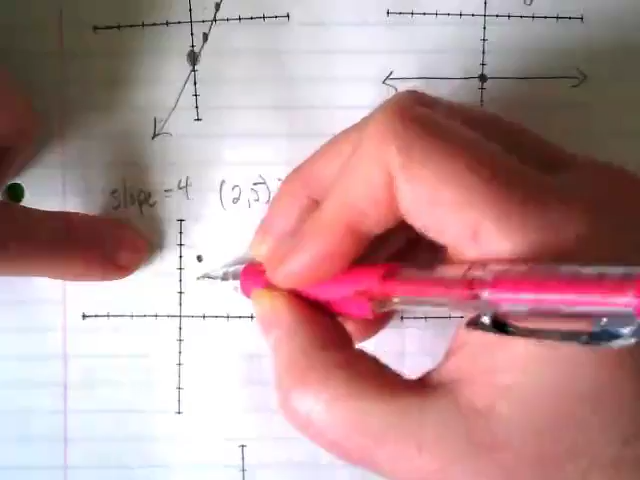 slope = 4 (2,5)